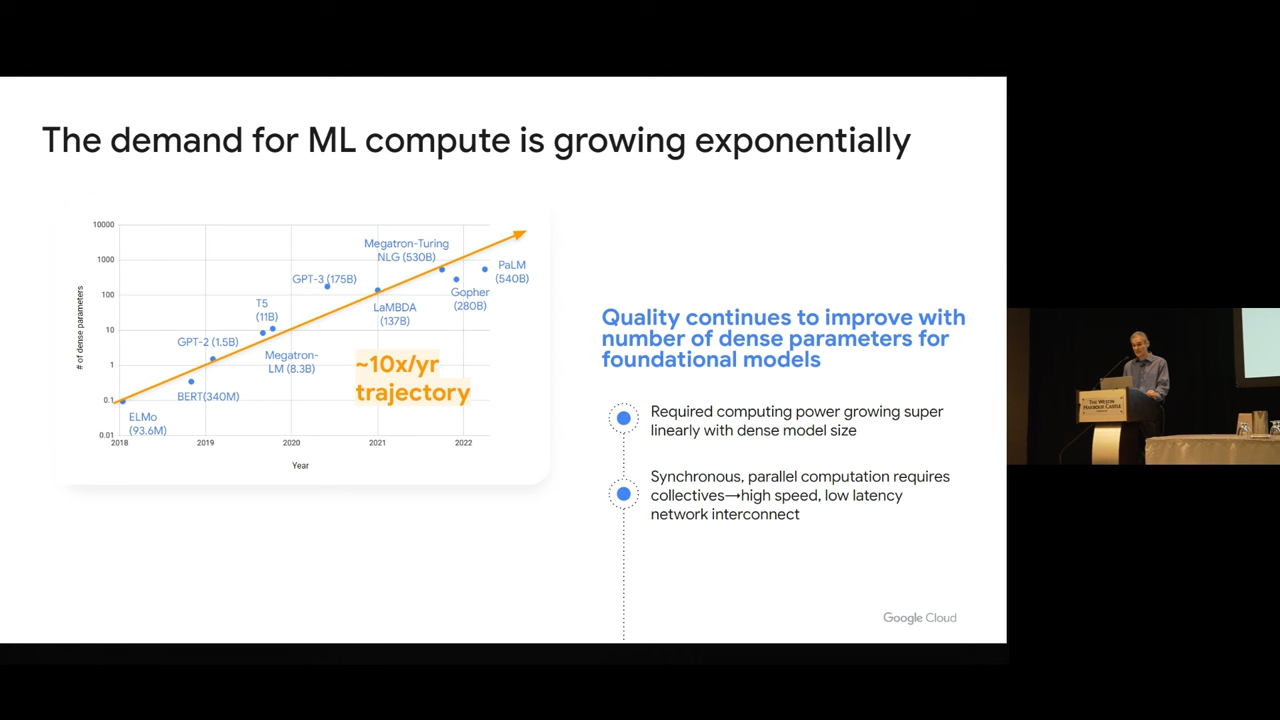 The demand for ML compute is growing exponentially
10000
1000
100
10
1
0.1
0.01
# of dense parameters
2018
2019
2020
2021
2022
Year
ELMo
(93.6M)
BERT(340M)
GPT-2 (1.5B)
T5
(11B)
Megatron-
LM (8.3B)
GPT-3 (175B)
Megatron-Turing
NLG (530B)
LaMBDA
(137B)
Gopher
(280B)
PaLM
(540B)
~10x/yr
trajectory
Quality continues to improve with
number of dense parameters for
foundational models
Required computing power growing super
linearly with dense model size
Synchronous, parallel computation requires
collectives→high speed, low latency
network interconnect
Google Cloud
THE WESTIN
HARBOUR CASTLE